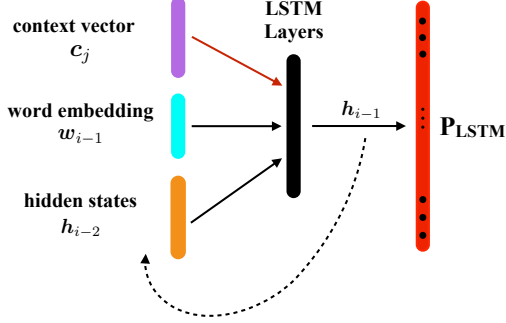 context vector
c_j
word embedding
w_{i−1}
hidden states
h_{i−2}
LSTM
Layers
h_{i−1}
P_LSTM